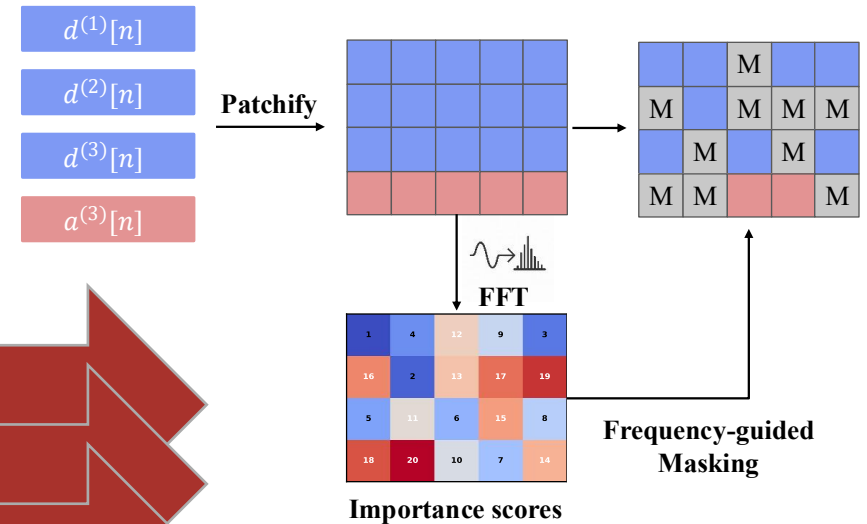 d^{(1)}[n]
d^{(2)}[n]
d^{(3)}[n]
a^{(3)}[n]
Patchify
M
M M M M
M M
M M M
FFT
1 4 12 9 3
16 2 13 17 19
5 11 6 15 8
18 20 10 7 14
Importance scores
Frequency-guided
Masking